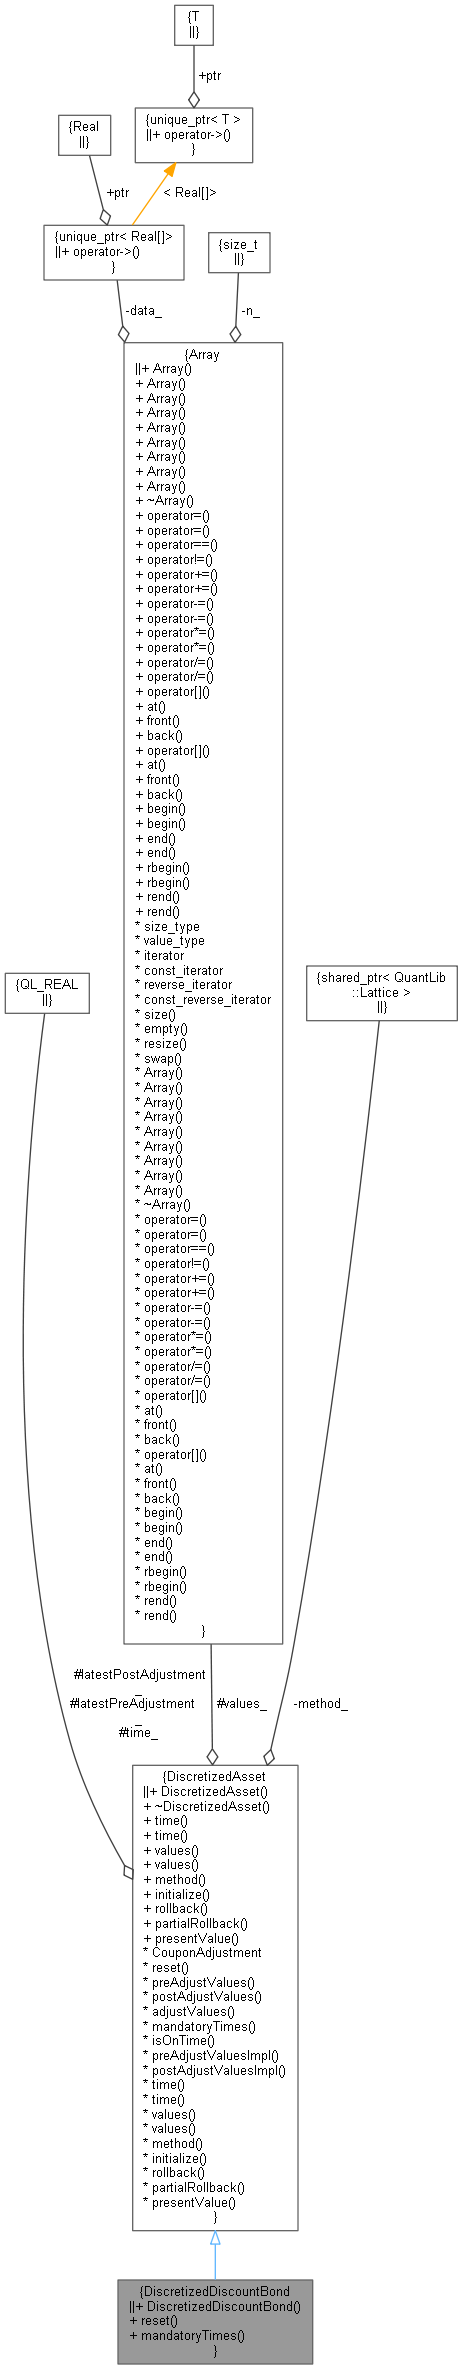 {T
||}
+ptr
{unique_ptr< T >
||+ operator->()
}
{Real
||}
+ptr
< Real[]>
{unique_ptr< Real[]>
||+ operator->()
}
{size_t
||}
-data_
-n_
{Array
||+ Array()
+ Array()
+ Array()
+ Array()
+ Array()
+ Array()
+ Array()
+ Array()
+ Array()
+ ~Array()
+ operator=()
+ operator=()
+ operator==()
+ operator!=()
+ operator+=()
+ operator+=()
+ operator-=()
+ operator-=()
+ operator*=()
+ operator*=()
+ operator/=()
+ operator/=()
+ operator[]()
+ at()
+ front()
+ back()
+ operator[]()
+ at()
+ front()
+ back()
+ begin()
+ begin()
+ end()
+ end()
+ rbegin()
+ rbegin()
+ rend()
+ rend()
* size_type
* value_type
* iterator
* const_iterator
* reverse_iterator
* const_reverse_iterator
* size()
* empty()
* resize()
* swap()
* Array()
* Array()
* Array()
* Array()
* Array()
* Array()
* Array()
* Array()
* Array()
* ~Array()
* operator=()
* operator=()
* operator==()
* operator!=()
* operator+=()
* operator+=()
* operator-=()
* operator-=()
* operator*=()
* operator*=()
* operator/=()
* operator/=()
* operator[]()
* at()
* front()
* back()
* operator[]()
* at()
* front()
* back()
* begin()
* begin()
* end()
* end()
* rbegin()
* rbegin()
* rend()
* rend()
}
{QL_REAL
||}
{shared_ptr< QuantLib
::Lattice >
||}
#latestPostAdjustment
_
#latestPreAdjustment
_
#time_
#values_
-method_
{DiscretizedAsset
||+ DiscretizedAsset()
+ ~DiscretizedAsset()
+ time()
+ time()
+ values()
+ values()
+ method()
+ initialize()
+ rollback()
+ partialRollback()
+ presentValue()
* CouponAdjustment
* reset()
* preAdjustValues()
* postAdjustValues()
* adjustValues()
* mandatoryTimes()
* isOnTime()
* preAdjustValuesImpl()
* postAdjustValuesImpl()
* time()
* time()
* values()
* values()
* method()
* initialize()
* rollback()
* partialRollback()
* presentValue()
}
{DiscretizedDiscountBond
||+ DiscretizedDiscountBond()
+ reset()
+ mandatoryTimes()
}